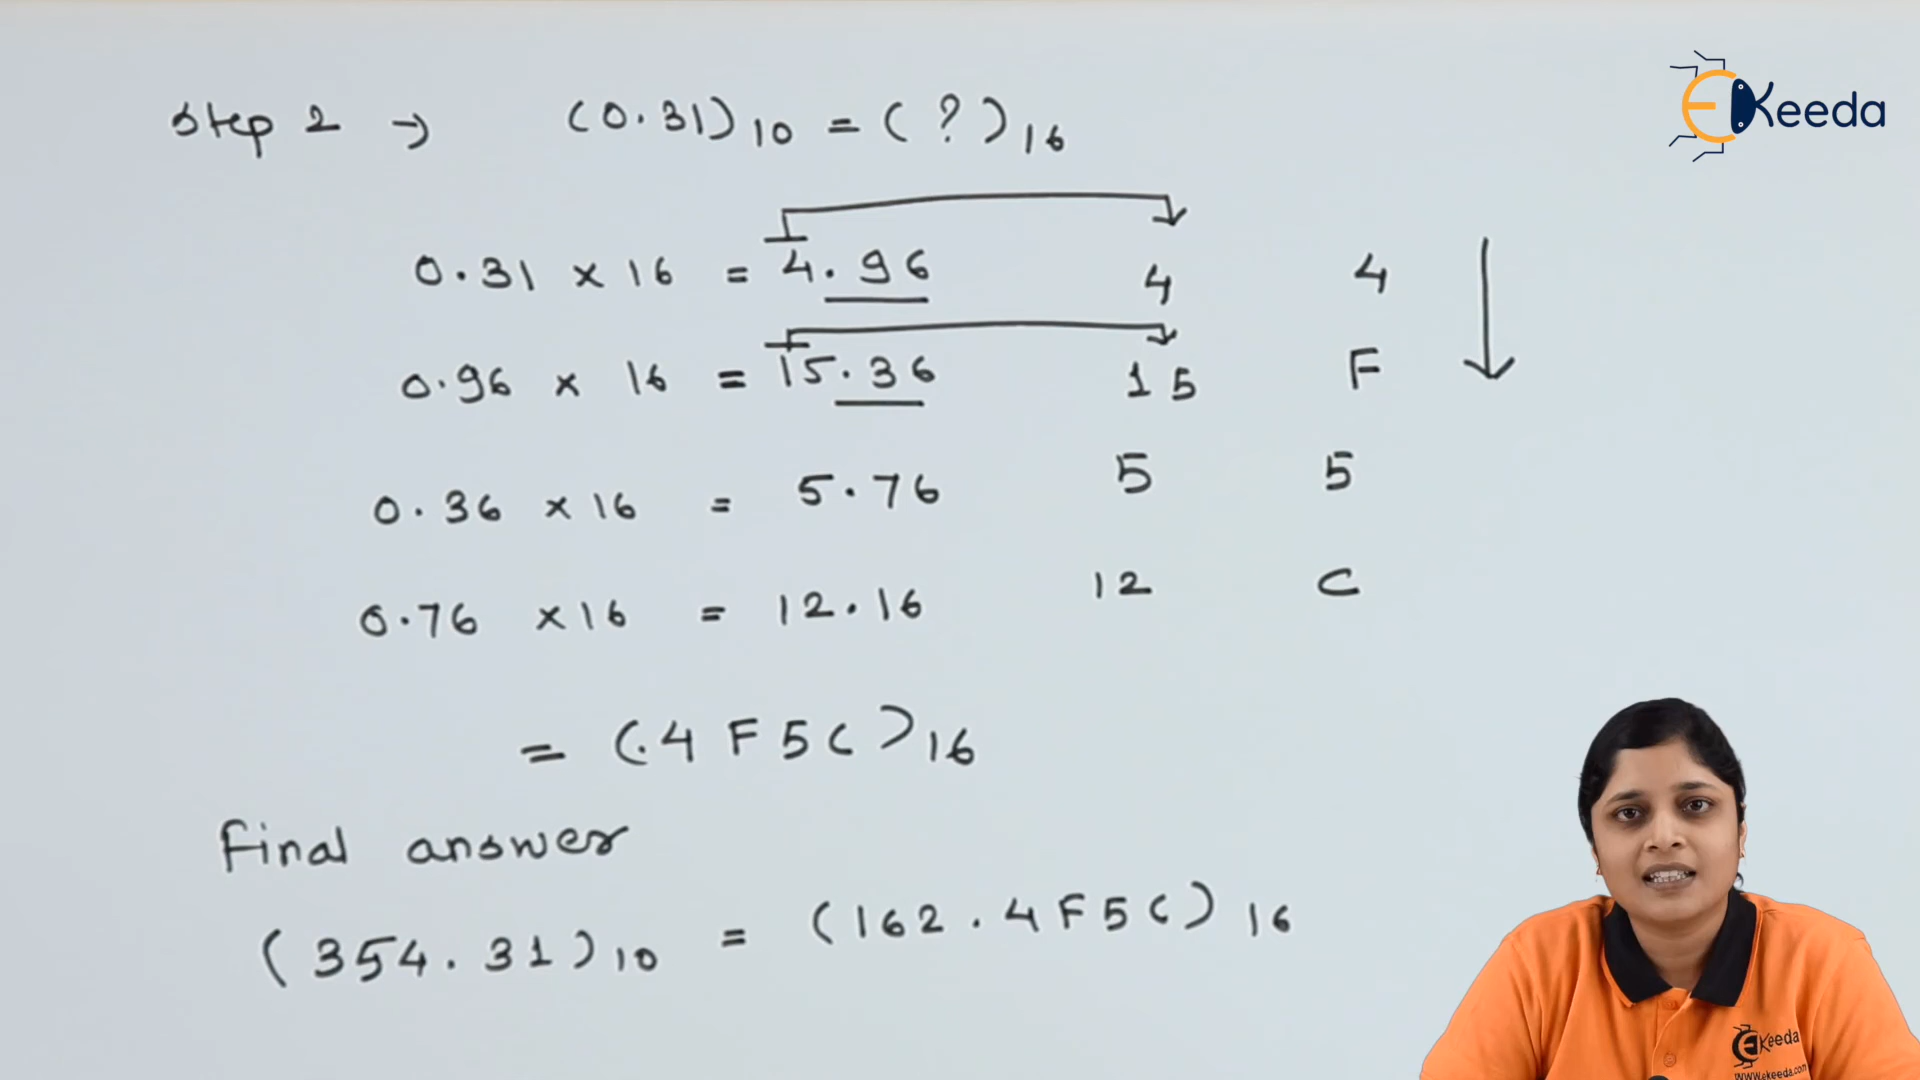 Step 2 → (0.31)10 = (?)16
EKeeda
0.31 × 16 = 4.96 4 4
0.96 × 16 = 15.36 15 F
0.36 × 16 = 5.76 5 5
0.76 × 16 = 12.16 12 C
= (.4F5C)16
Final answer
(354.31)10 = (162.4F5C)16
EKeeda
www.ekeeda.com